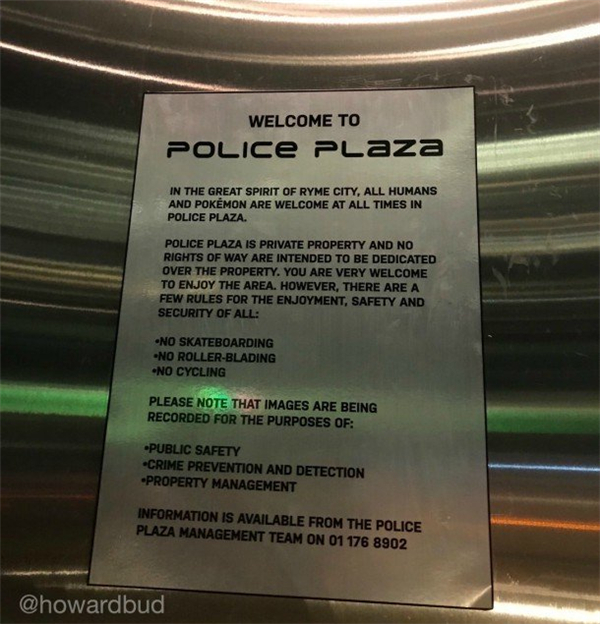 WELCOME TO
POLICE PLAZA
IN THE GREAT SPIRIT OF RYME CITY, ALL HUMANS
AND POKÉMON ARE WELCOME AT ALL TIMES IN
POLICE PLAZA.
POLICE PLAZA IS PRIVATE PROPERTY AND NO
RIGHTS OF WAY ARE INTENDED TO BE DEDICATED
OVER THE PROPERTY. YOU ARE VERY WELCOME
TO ENJOY THE AREA. HOWEVER, THERE ARE A
FEW RULES FOR THE ENJOYMENT, SAFETY AND
SECURITY OF ALL:
•NO SKATEBOARDING
•NO ROLLER-BLADING
•NO CYCLING
PLEASE NOTE THAT IMAGES ARE BEING
RECORDED FOR THE PURPOSES OF:
•PUBLIC SAFETY
•CRIME PREVENTION AND DETECTION
•PROPERTY MANAGEMENT
INFORMATION IS AVAILABLE FROM THE POLICE
PLAZA MANAGEMENT TEAM ON 01 176 8902
@howardbud